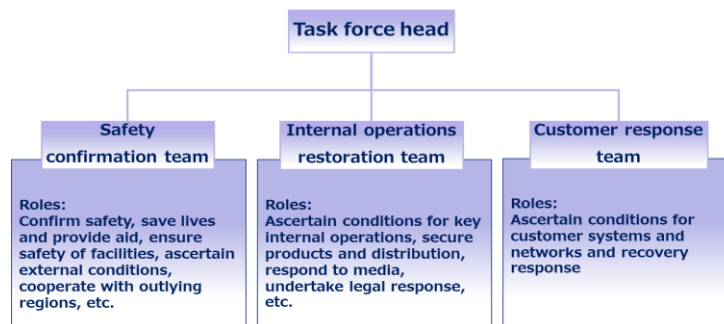 Task force head
Safety
confirmation team
Roles:
Confirm safety, save lives
and provide aid, ensure
safety of facilities, ascertain
external conditions,
cooperate with outlying
regions, etc.
Internal operations
restoration team
Roles:
Ascertain conditions for key
internal operations, secure
products and distribution,
respond to media,
undertake legal response,
etc.
Customer response
team
Roles:
Ascertain conditions for
customer systems and
networks and recovery
response